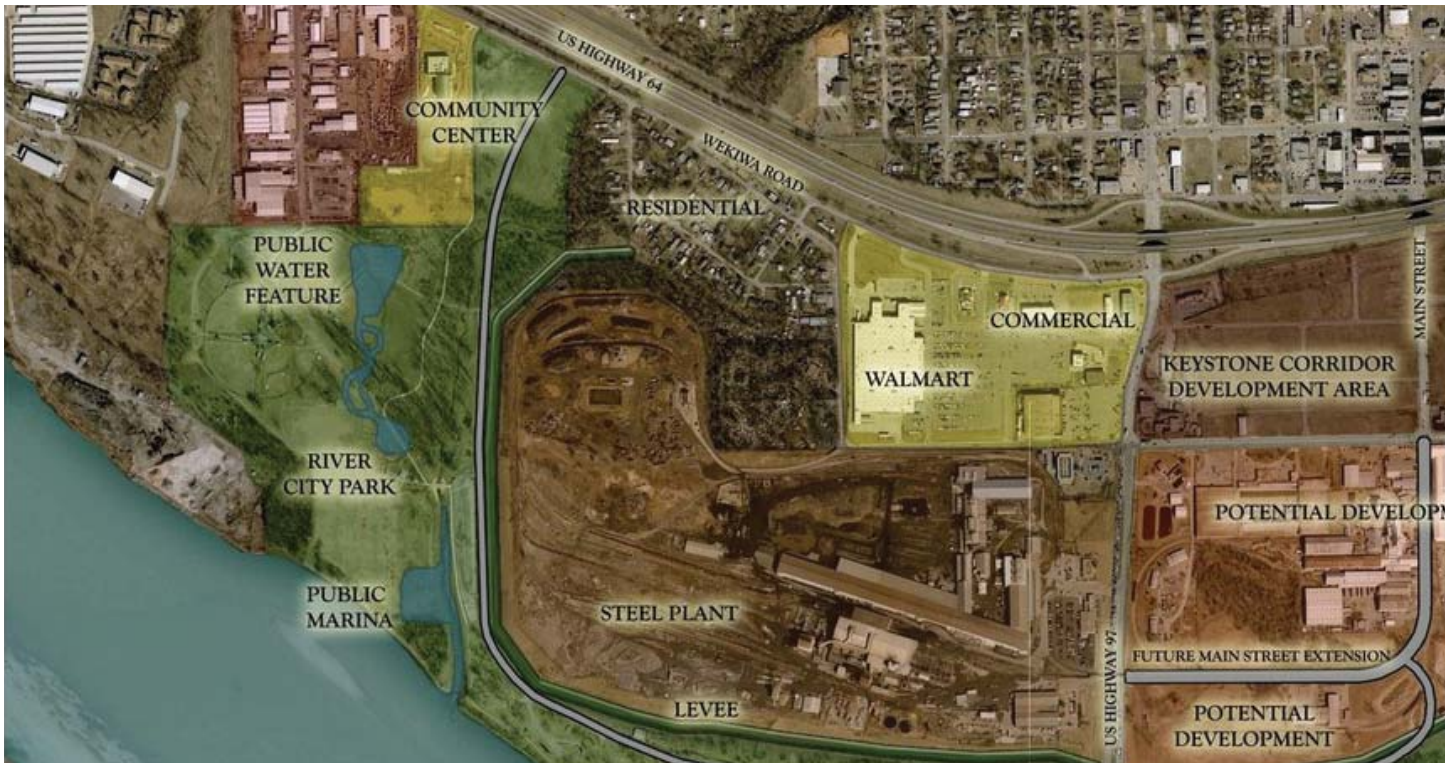 US HIGHWAY 64
COMMUNITY
CENTER
WEKIWA ROAD
RESIDENTIAL
PUBLIC
WATER
FEATURE
MAIN STREET
COMMERCIAL
WALMART
KEYSTONE CORRIDOR
DEVELOPMENT AREA
RIVER
CITY PARK
POTENTIAL DEVELOPM
PUBLIC
MARINA
STEEL PLANT
US HIGHWAY 97
FUTURE MAIN STREET EXTENSION
LEVEE
POTENTIAL
DEVELOPMENT